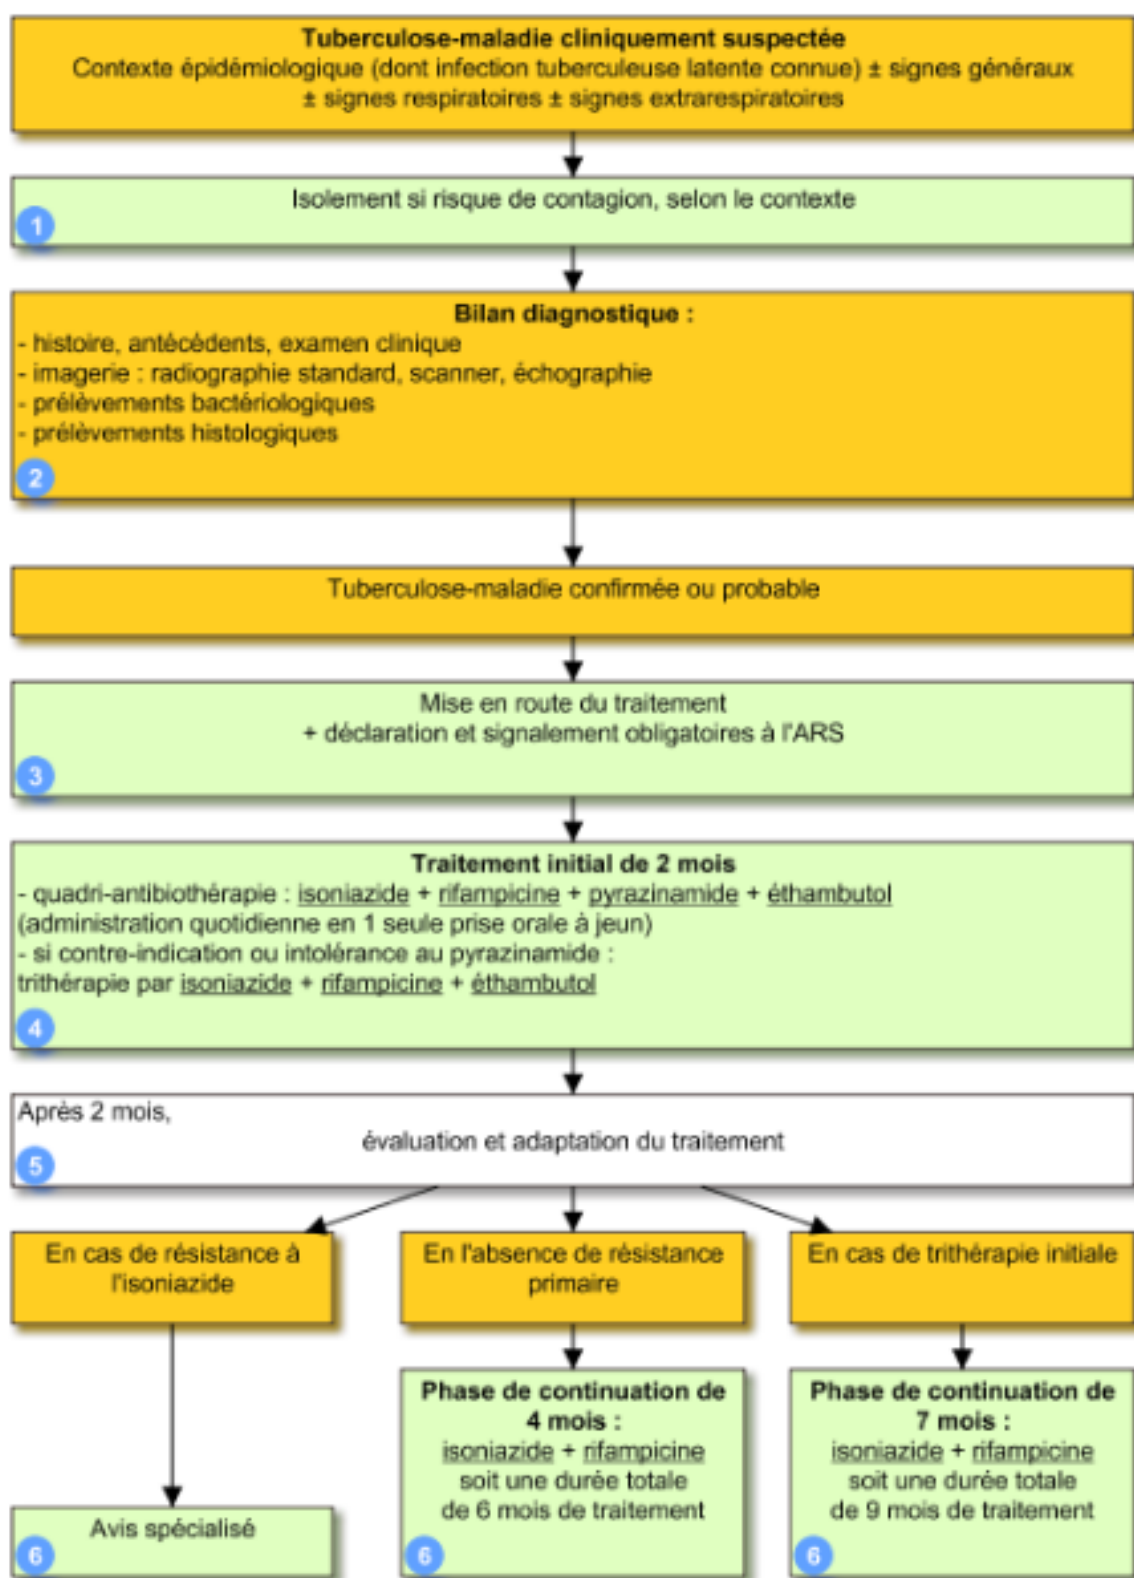 Tuberculose-maladie cliniquement suspectée
Contexte épidémiologique (dont infection tuberculeuse latente connue) ± signes généraux
± signes respiratoires ± signes extrarespiratoires
Isolement si risque de contagion, selon le contexte
1
Bilan diagnostique :
- histoire, antécédents, examen clinique
- imagerie : radiographie standard, scanner, échographie
- prélèvements bactériologiques
- prélèvements histologiques
2
Tuberculose-maladie confirmée ou probable
Mise en route du traitement
+ déclaration et signalement obligatoires à l'ARS
3
Traitement initial de 2 mois
- quadri-antibiothérapie : isoniazide + rifampicine + pyrazinamide + éthambutol
(administration quotidienne en 1 seule prise orale à jeun)
- si contre-indication ou intolérance au pyrazinamide :
trithérapie par isoniazide + rifampicine + éthambutol
4
Après 2 mois,
évaluation et adaptation du traitement
5
En cas de résistance à
l'isoniazide
Avis spécialisé
6
En l'absence de résistance
primaire
Phase de continuation de
4 mois :
isoniazide + rifampicine
soit une durée totale
de 6 mois de traitement
6
En cas de trithérapie initiale
Phase de continuation de
7 mois :
isoniazide + rifampicine
soit une durée totale
de 9 mois de traitement
6